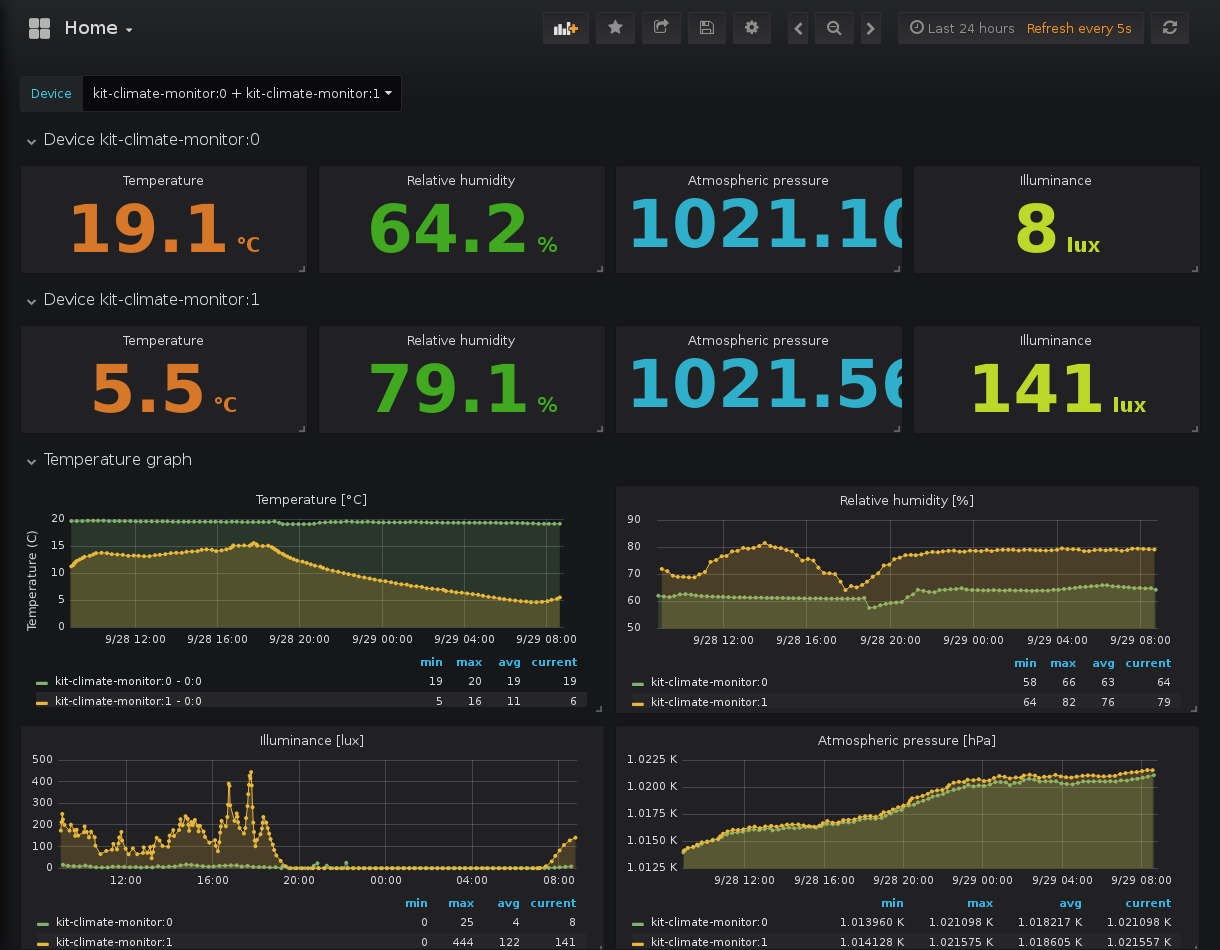 Home
Last 24 hours Refresh every 5s
Device kit-climate-monitor:0 + kit-climate-monitor:1
Device kit-climate-monitor:0
Temperature Relative humidity Atmospheric pressure Illuminance
19.1 °C 64.2 % 1021.10 8 lux
Device kit-climate-monitor:1
Temperature Relative humidity Atmospheric pressure Illuminance
5.5 °C 79.1 % 1021.56 141 lux
Temperature graph
Temperature [°C]
Temperature (C)
20
15
10
5
0
9/28 12:00 9/28 16:00 9/28 20:00 9/29 00:00 9/29 04:00 9/29 08:00
min max avg current
kit-climate-monitor:0 - 0:0 19 20 19 19
kit-climate-monitor:1 - 0:0 5 16 11 6
Relative humidity [%]
90
80
70
60
50
9/28 12:00 9/28 16:00 9/28 20:00 9/29 00:00 9/29 04:00 9/29 08:00
min max avg current
kit-climate-monitor:0 58 66 63 64
kit-climate-monitor:1 64 82 76 79
Illuminance [lux]
500
400
300
200
100
0
12:00 16:00 20:00 00:00 04:00 08:00
min max avg current
kit-climate-monitor:0 0 25 4 8
kit-climate-monitor:1 0 444 122 141
Atmospheric pressure [hPa]
1.0225 K
1.0200 K
1.0175 K
1.0150 K
1.0125 K
9/28 12:00 9/28 16:00 9/28 20:00 9/29 00:00 9/29 04:00 9/29 08:00
min max avg current
kit-climate-monitor:0 1.013960 K 1.021098 K 1.018217 K 1.021098 K
kit-climate-monitor:1 1.014128 K 1.021575 K 1.018605 K 1.021557 K